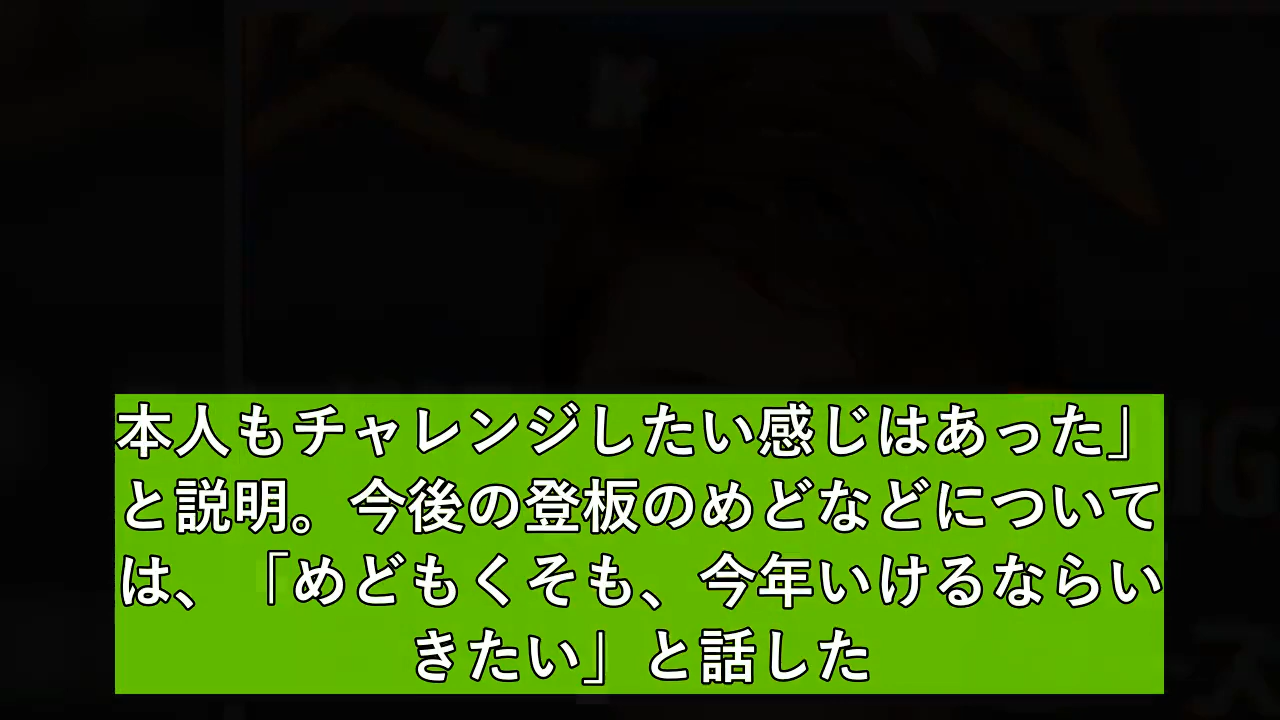 本人もチャレンジしたい感じはあった」
と説明。今後の登板のめどなどについて
は、「めどもくそも、今年いけるならい
きたい」と話した